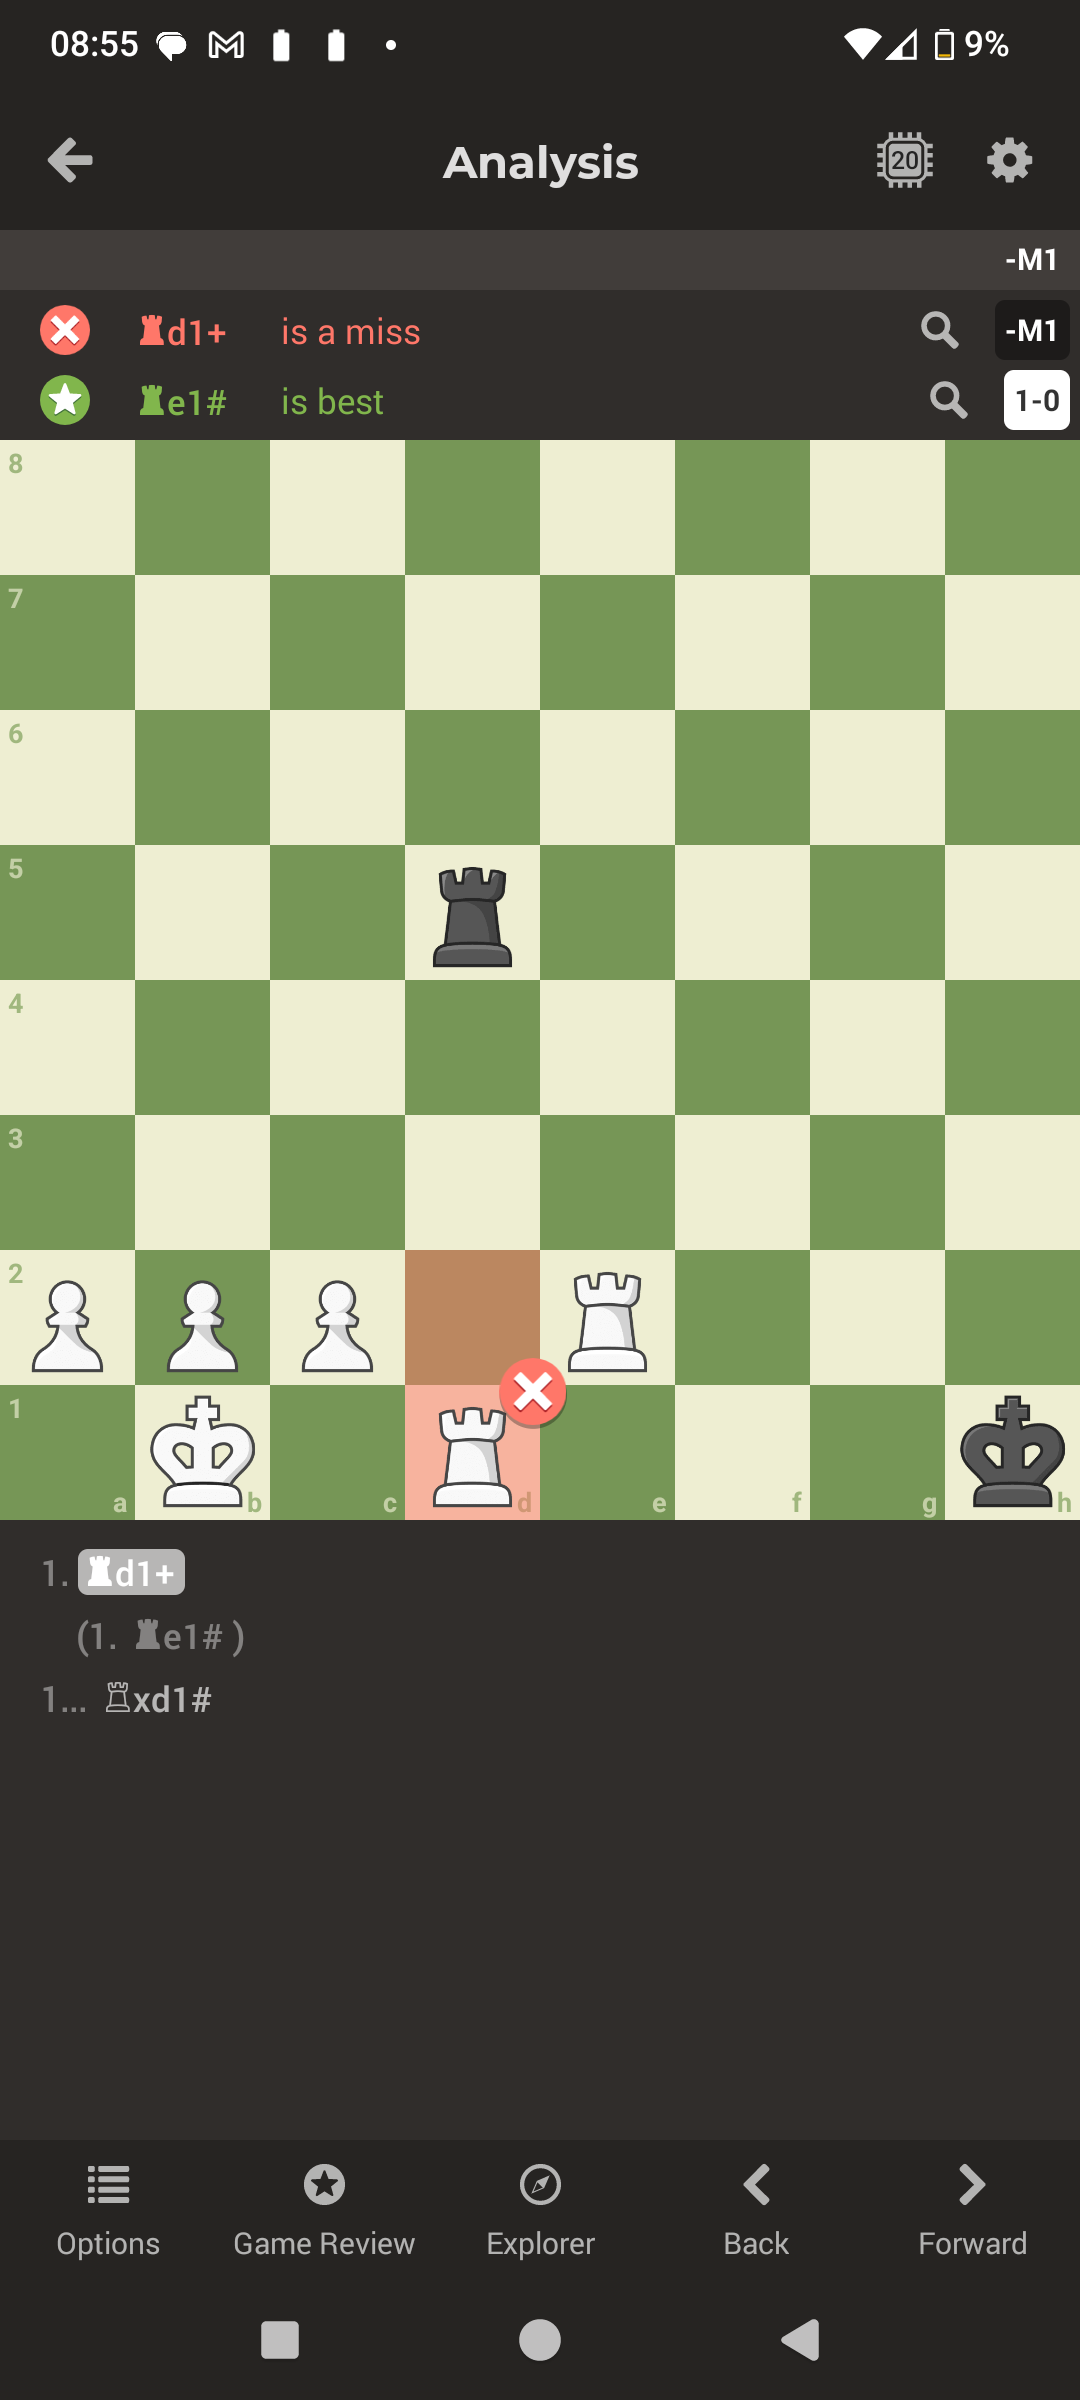 08:55 9%
Analysis 20
-M1
d1+ is a miss -M1
e1# is best 1-0
8
7
6
5
4
3
2
1
a b c d e f g h
1. d1+
(1. e1# )
1... xd1#
Options Game Review Explorer Back Forward